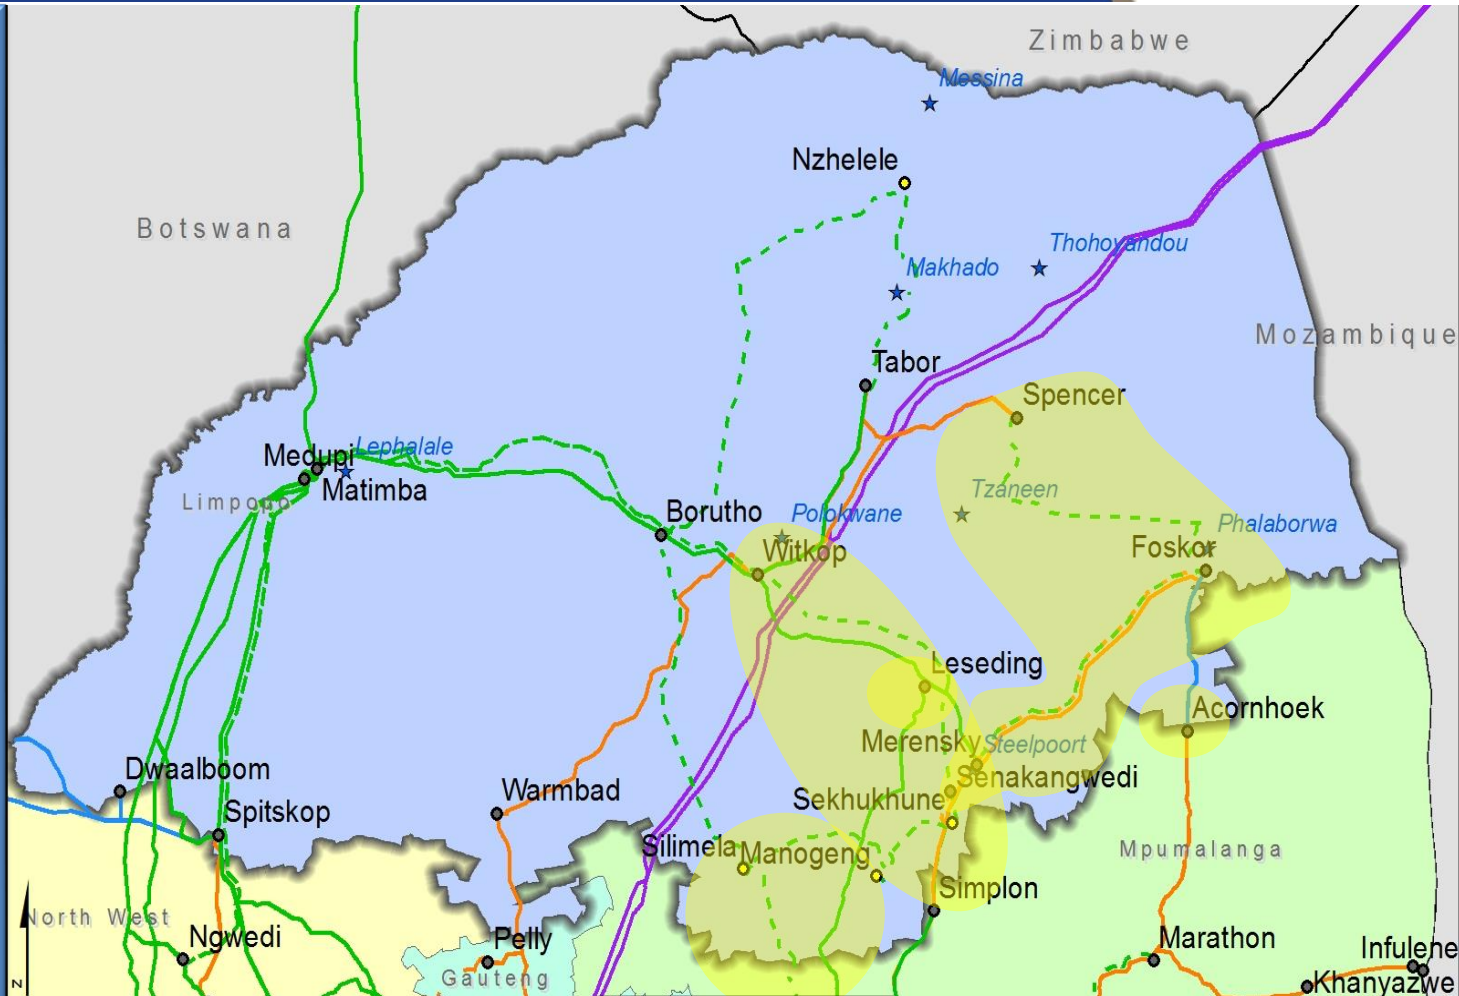 Zimbabwe
Messina
Nzhelele
Botswana
Thohoyandou
Makhado
Mozambique
Tabor
Spencer
Medupi
Lephalale
Matimba
Limpopo
Tzaneen
Borutho
Polokwane
Phalaborwa
Witkop
Foskor
Leseding
Acornhoek
Merensky
Steelpoort
Dwaalboom
Senakangwedi
Warmbad
Sekhukhune
Spitskop
Silimela
Manogeng
Mpumalanga
Simplon
North West
Ngwedi
Pelly
Marathon
Infulene
Gauteng
Khanyazwe
N